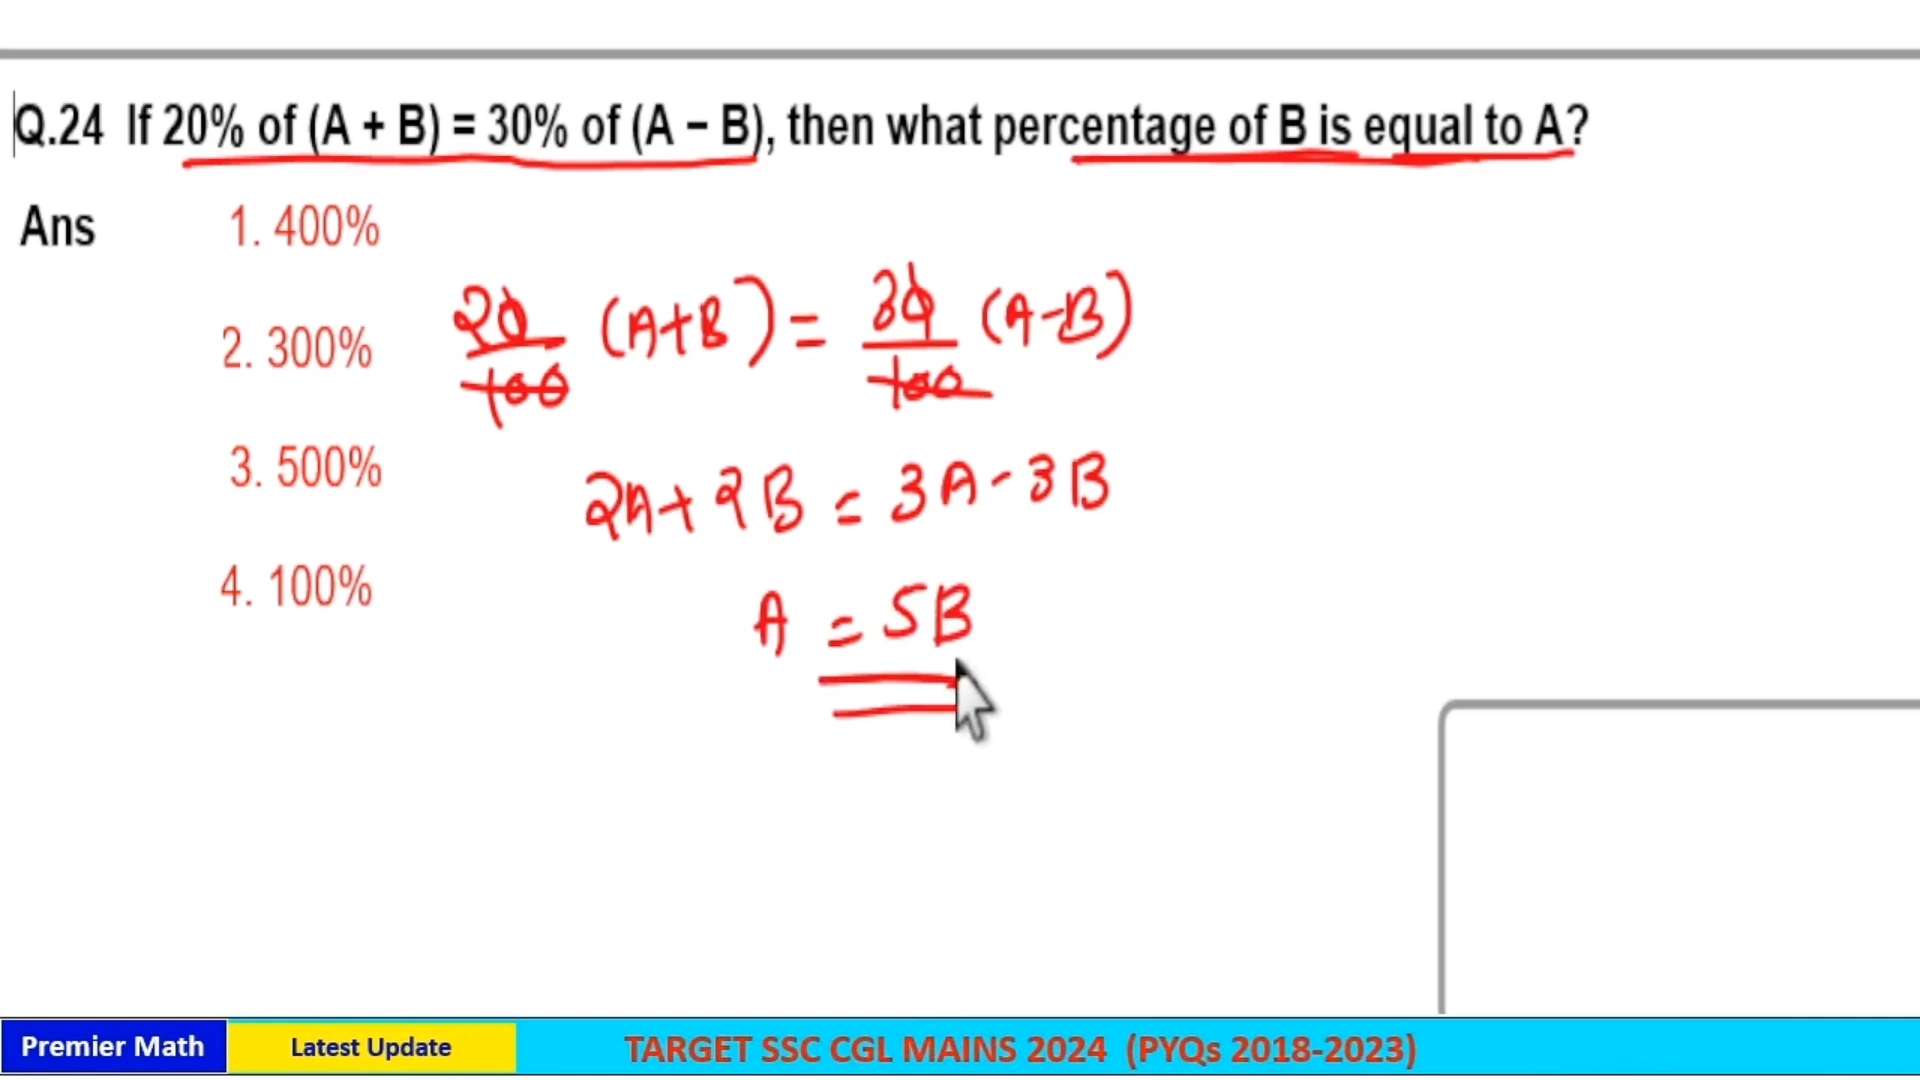 Q.24 If 20% of (A + B) = 30% of (A – B), then what percentage of B is equal to A?
Ans 1. 400%
20/100 (A+B) = 30/100 (A-B)
2. 300%
3. 500%
2A+2B = 3A-3B
4. 100%
A = 5B
Premier Math Latest Update TARGET SSC CGL MAINS 2024 (PYQs 2018-2023)